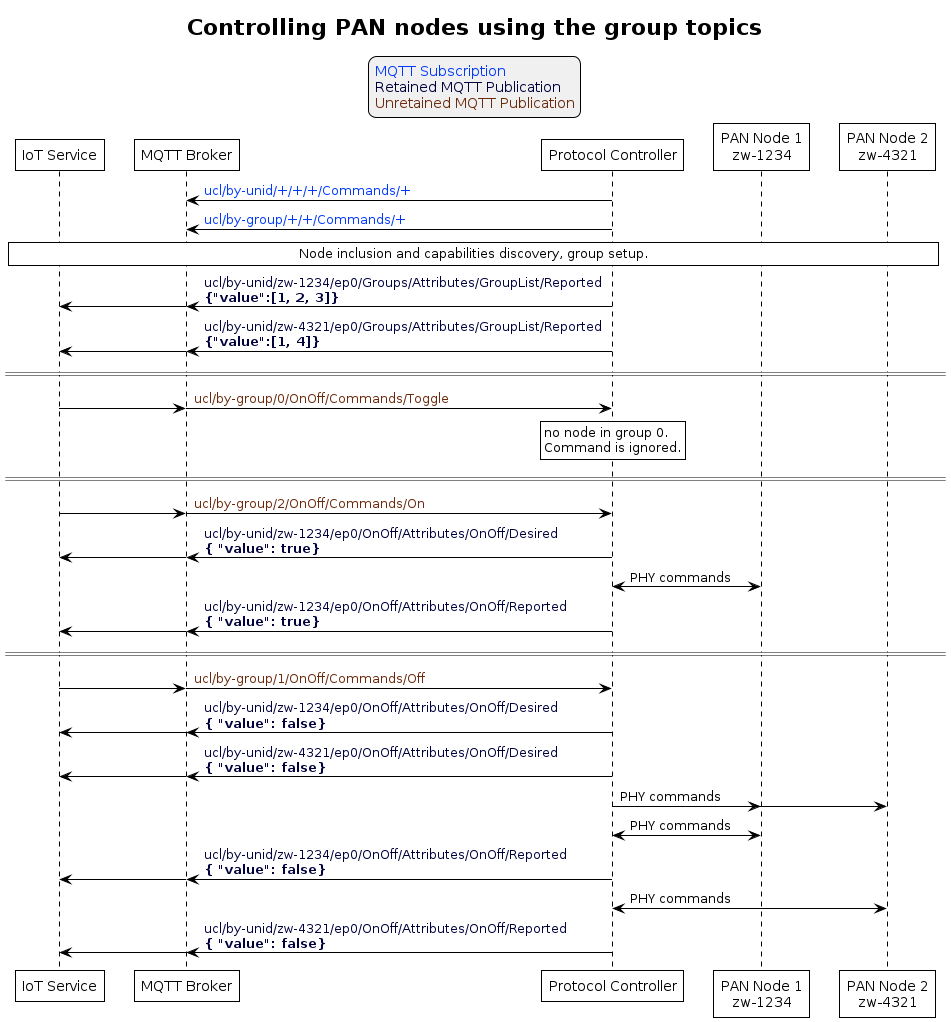 Controlling PAN nodes using the group topics
MQTT Subscription
Retained MQTT Publication
Unretained MQTT Publication
IoT Service
MQTT Broker
Protocol Controller
PAN Node 1
zw-1234
PAN Node 2
zw-4321
ucl/by-unid/+/+/+/Commands/+
ucl/by-group/+/+/Commands/+
Node inclusion and capabilities discovery, group setup.
ucl/by-unid/zw-1234/ep0/Groups/Attributes/GroupList/Reported
{"value":[1, 2, 3]}
ucl/by-unid/zw-4321/ep0/Groups/Attributes/GroupList/Reported
{"value":[1, 4]}
ucl/by-group/0/OnOff/Commands/Toggle
no node in group 0.
Command is ignored.
ucl/by-group/2/OnOff/Commands/On
ucl/by-unid/zw-1234/ep0/OnOff/Attributes/OnOff/Desired
{ "value": true}
PHY commands
ucl/by-unid/zw-1234/ep0/OnOff/Attributes/OnOff/Reported
{ "value": true}
ucl/by-group/1/OnOff/Commands/Off
ucl/by-unid/zw-1234/ep0/OnOff/Attributes/OnOff/Desired
{ "value": false}
ucl/by-unid/zw-4321/ep0/OnOff/Attributes/OnOff/Desired
{ "value": false}
PHY commands
PHY commands
ucl/by-unid/zw-1234/ep0/OnOff/Attributes/OnOff/Reported
{ "value": false}
PHY commands
ucl/by-unid/zw-4321/ep0/OnOff/Attributes/OnOff/Reported
{ "value": false}
IoT Service
MQTT Broker
Protocol Controller
PAN Node 1
zw-1234
PAN Node 2
zw-4321